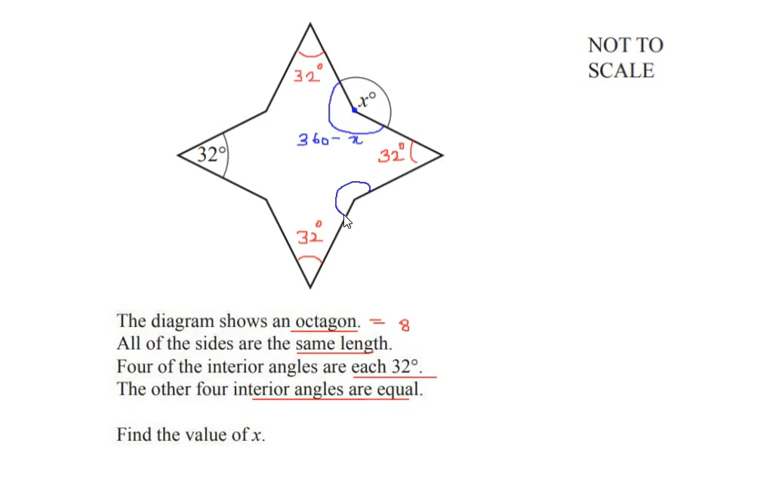 NOT TO
SCALE
32°
x°
360-x
32°
32°
32°
The diagram shows an octagon. = 8
All of the sides are the same length.
Four of the interior angles are each 32°.
The other four interior angles are equal.
Find the value of x.